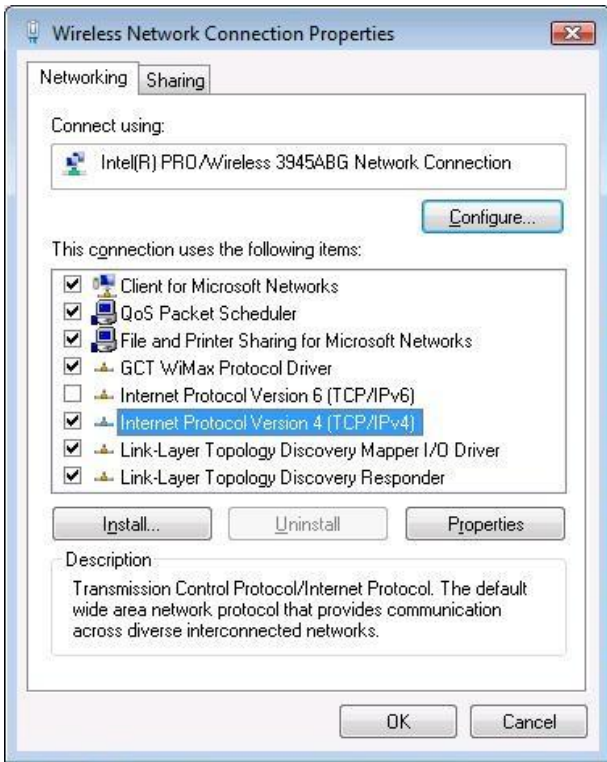 Wireless Network Connection Properties
Networking Sharing
Connect using:
Intel(R) PRO/Wireless 3945ABG Network Connection
Configure...
This connection uses the following items:
Client for Microsoft Networks
QoS Packet Scheduler
File and Printer Sharing for Microsoft Networks
GCT WiMax Protocol Driver
Internet Protocol Version 6 (TCP/IPv6)
Internet Protocol Version 4 (TCP/IPv4)
Link-Layer Topology Discovery Mapper I/O Driver
Link-Layer Topology Discovery Responder
Install... Uninstall Properties
Description
Transmission Control Protocol/Internet Protocol. The default
wide area network protocol that provides communication
across diverse interconnected networks.
OK Cancel